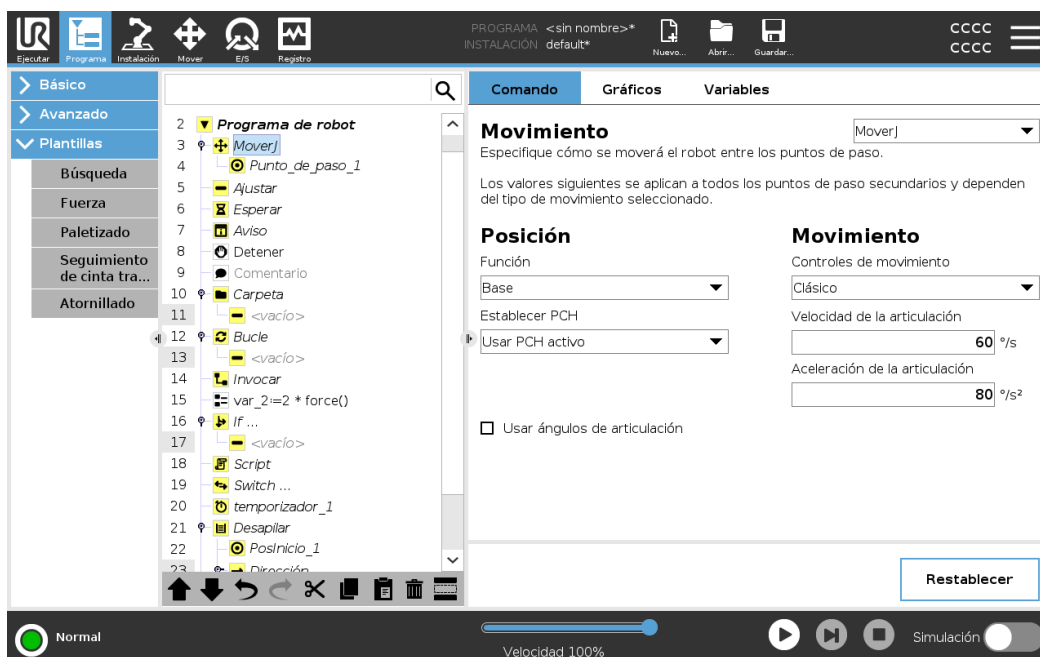 UR
PROGRAMA <sin nombre>*
INSTALACIÓN default*
Ejecutar
Programa
Instalación
Mover
E/S
Registro
Nuevo...
Abrir...
Guardar...
CCCC
CCCC
Básico
Avanzado
Plantillas
Búsqueda
Fuerza
Paletizado
Seguimiento
de cinta tra...
Atornillado
2 Programa de robot
3 MoverJ
4 Punto_de_paso_1
5 Ajustar
6 Esperar
7 Aviso
8 Detener
9 Comentario
10 Carpeta
11 <vacío>
12 Bucle
13 <vacío>
14 Invocar
15 var_2:=2 * force()
16 If ...
17 <vacío>
18 Script
19 Switch ...
20 temporizador_1
21 Desapilar
22 PosInicio_1
23 Dirección
Comando
Gráficos
Variables
Movimiento
MoverJ
Especifique cómo se moverá el robot entre los puntos de paso.
Los valores siguientes se aplican a todos los puntos de paso secundarios y dependen
del tipo de movimiento seleccionado.
Posición
Función
Base
Establecer PCH
Usar PCH activo
Usar ángulos de articulación
Movimiento
Controles de movimiento
Clásico
Velocidad de la articulación
60 °/s
Aceleración de la articulación
80 °/s²
Restablecer
Normal
Velocidad 100%
Simulación